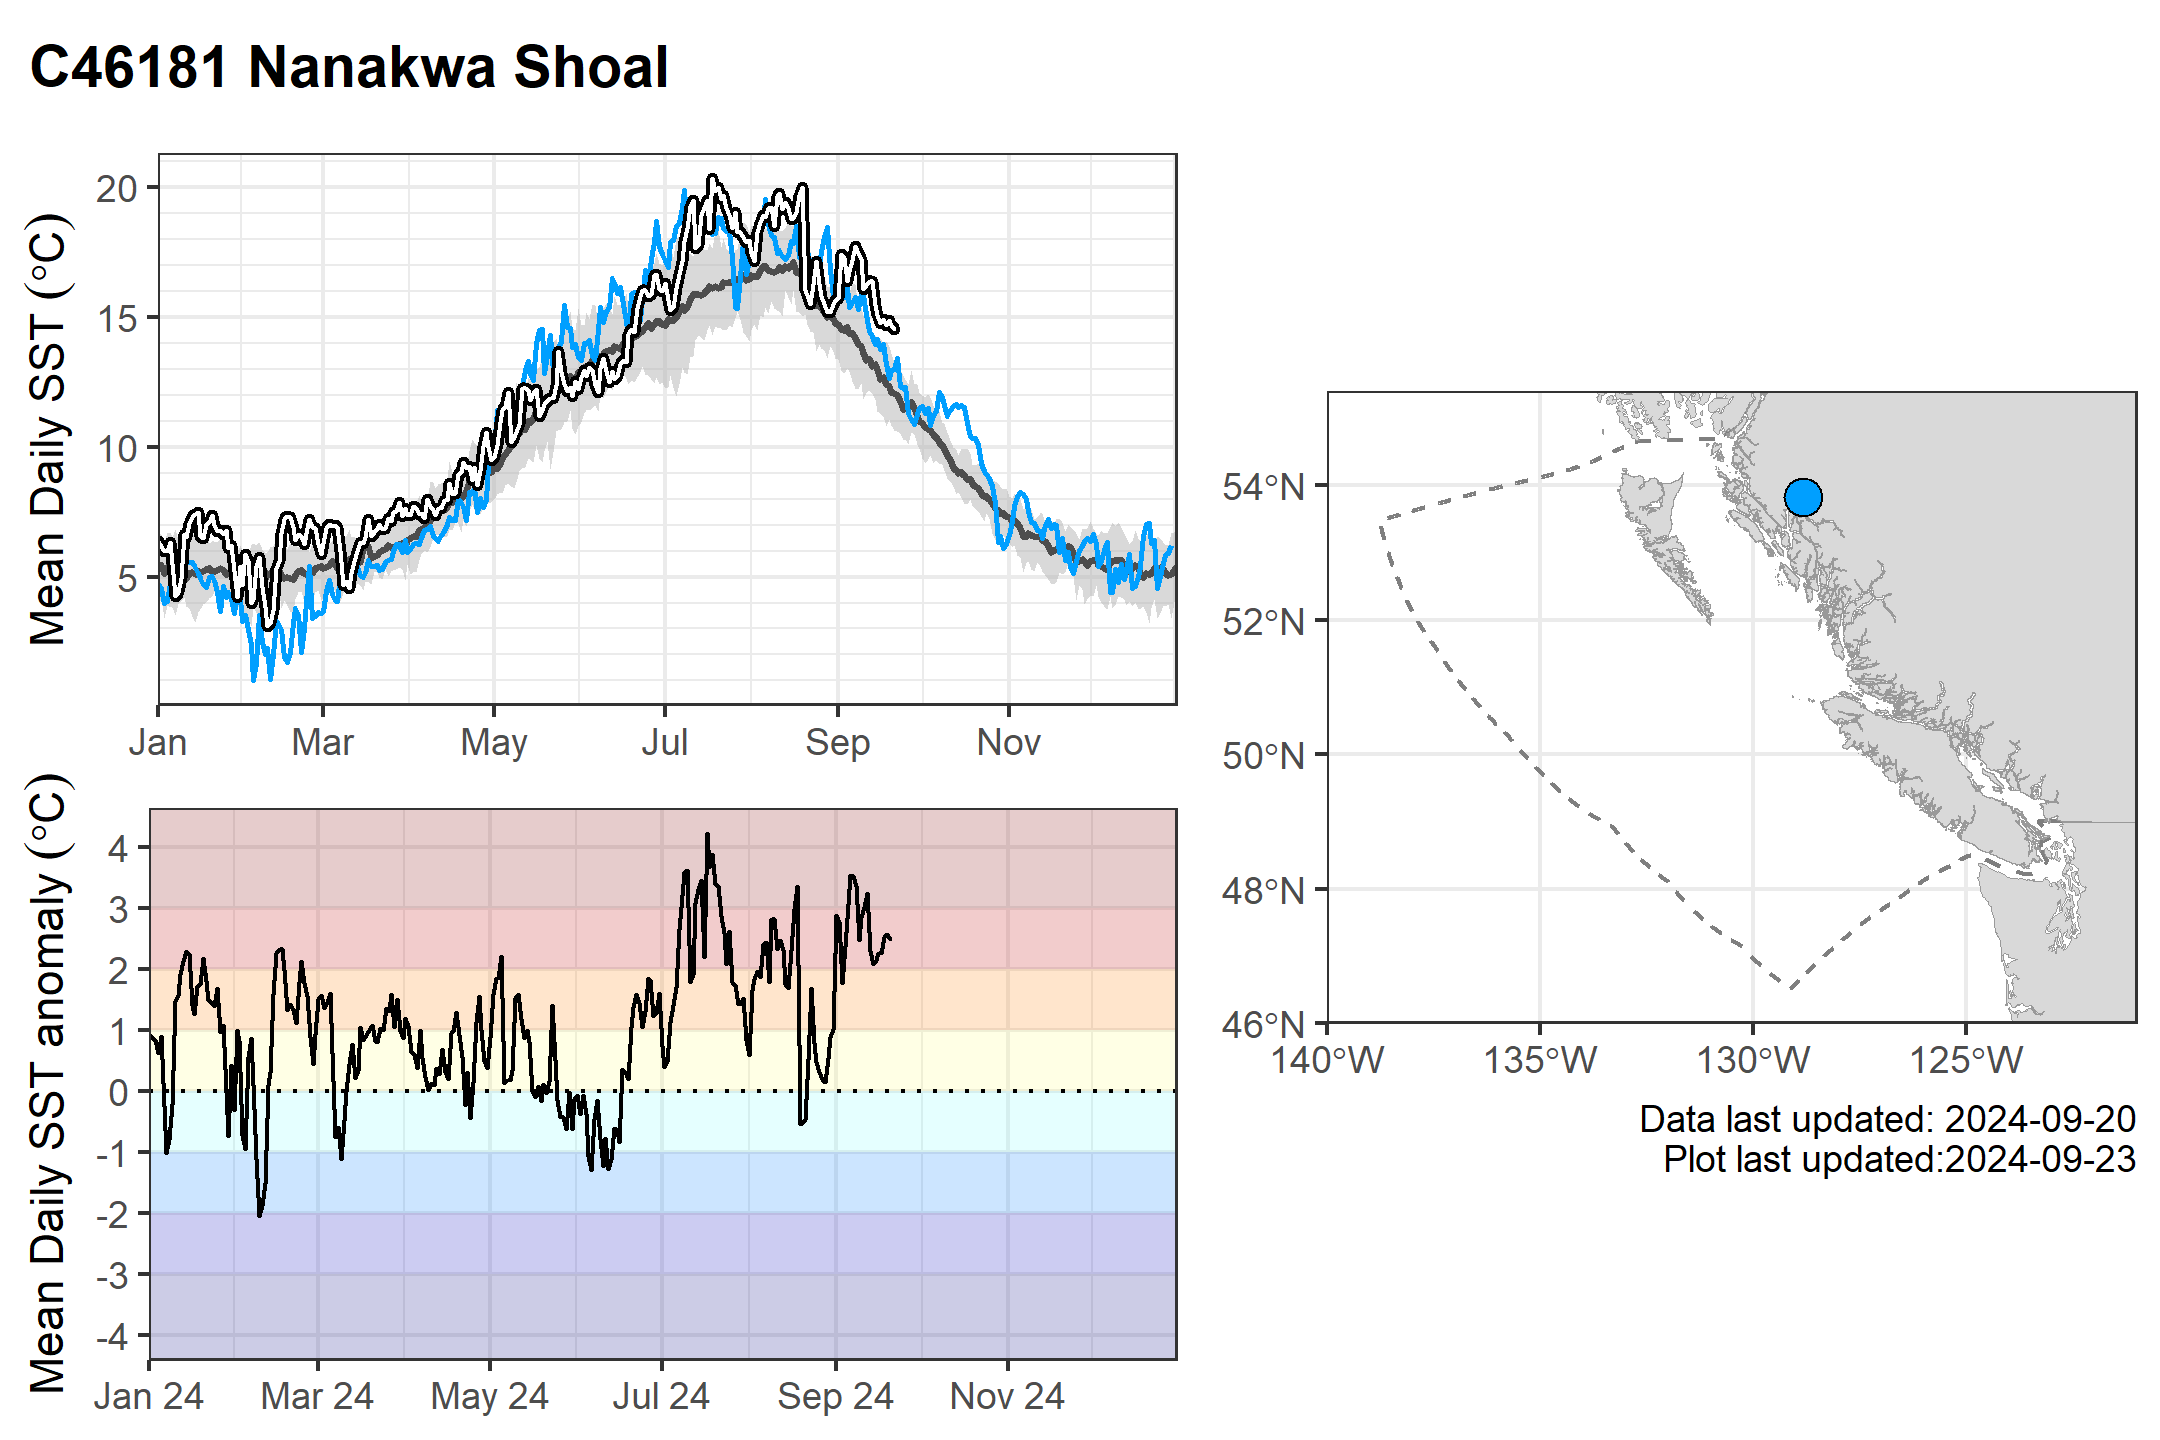 C46181 Nanakwa Shoal
Mean Daily SST (°C)
20
15
10
5
Jan Mar May Jul Sep Nov
Mean Daily SST anomaly (°C)
4
3
2
1
0
-1
-2
-3
-4
Jan 24 Mar 24 May 24 Jul 24 Sep 24 Nov 24
54°N
52°N
50°N
48°N
46°N
140°W 135°W 130°W 125°W
Data last updated: 2024-09-20
Plot last updated:2024-09-23